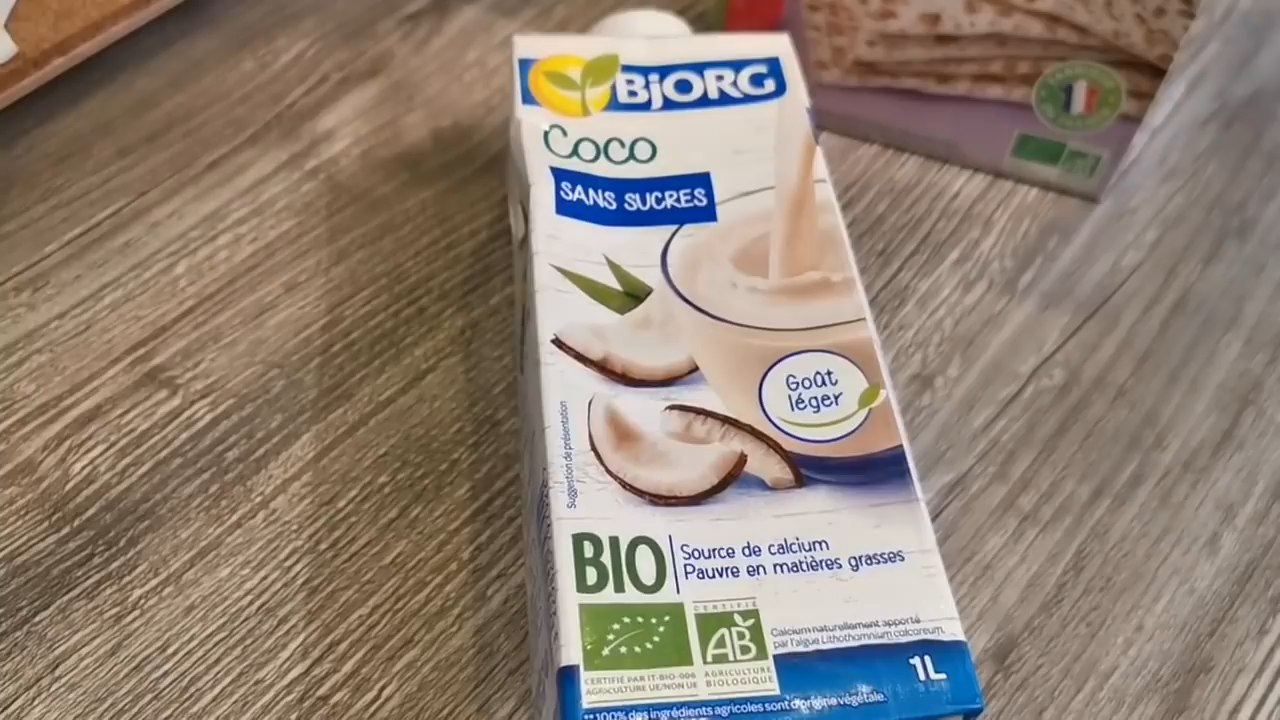 BJORG
Coco
SANS SUCRES
Goût
léger
Suggestion de présentation
BIO
Source de calcium
Pauvre en matières grasses
CERTIFIÉ
AB
AGRICULTURE
BIOLOGIQUE
CERTIFIÉ PAR IT-BIO-006
AGRICULTURE UE/NON UE
Calcium naturellement apporté
par l'algue Lithothamnium calcareum.
1L
**100% des ingrédients agricoles sont d'origine végétale.